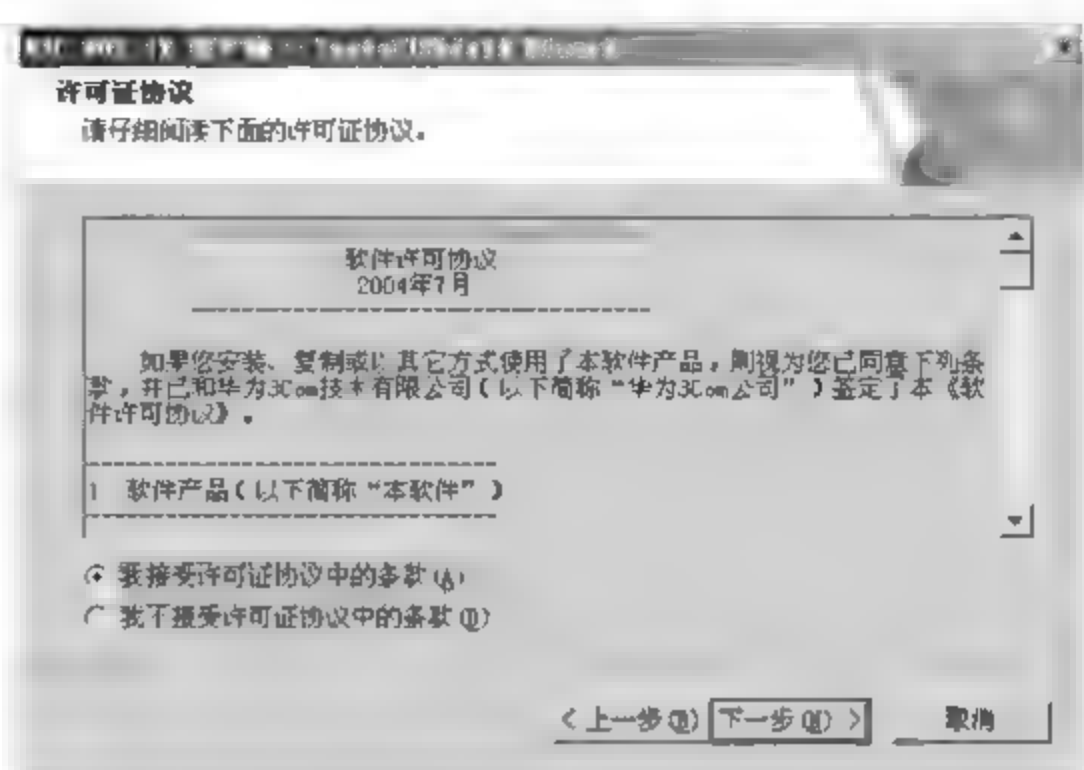 许可证协议
请仔细阅读下面的许可证协议。
软件许可协议
2004年7月
如果您安装、复制或以其它方式使用了本软件产品，则视为您已同意下列条
款，并已和华为3Com技术有限公司（以下简称“华为3Com公司”）鉴定了本《软
件许可协议》。
1 软件产品（以下简称“本软件”）
我接受许可证协议中的条款(A)
我不接受许可证协议中的条款(D)
< 上一步(B) 下一步(N) > 取消